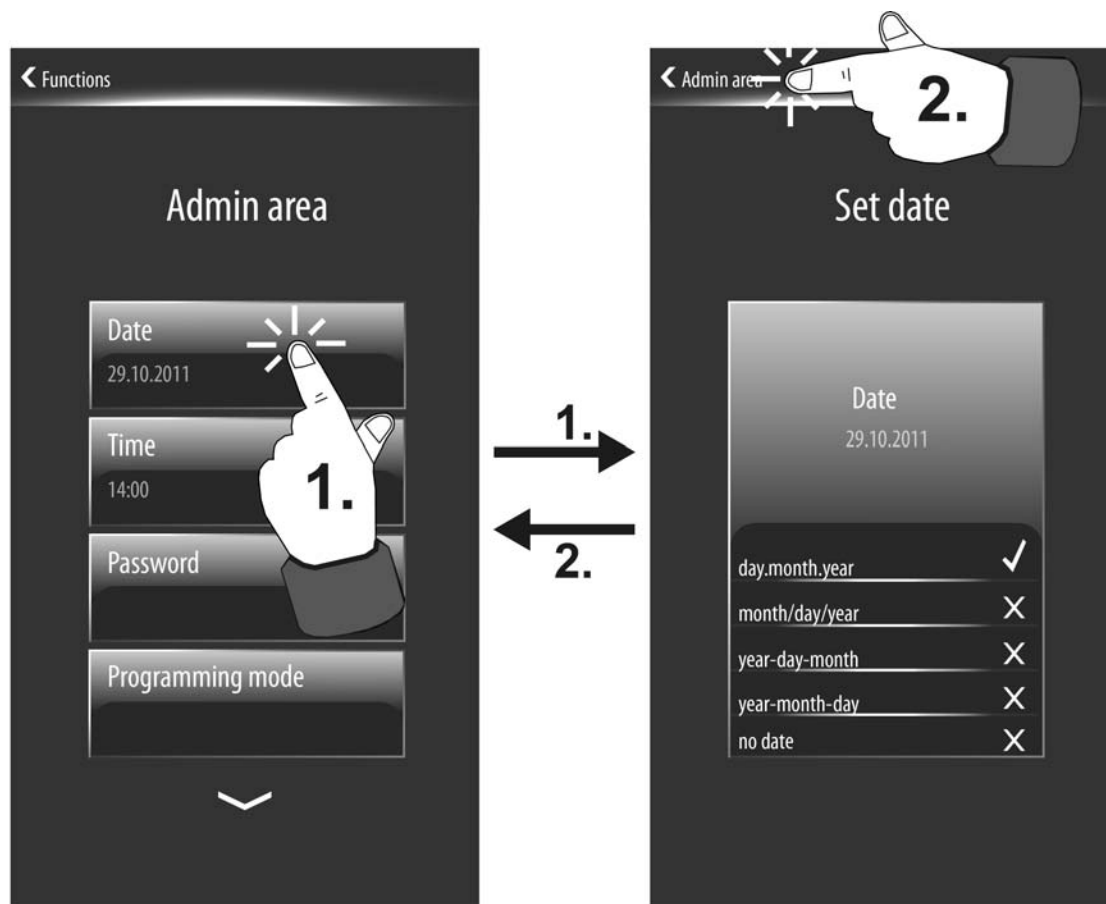 Functions
Admin area
Date
29.10.2011
Time
14:00
1.
Password
Programming mode
1.
2.
Admin area
2.
Set date
Date
29.10.2011
day.month.year
month/day/year
year-day-month
year-month-day
no date